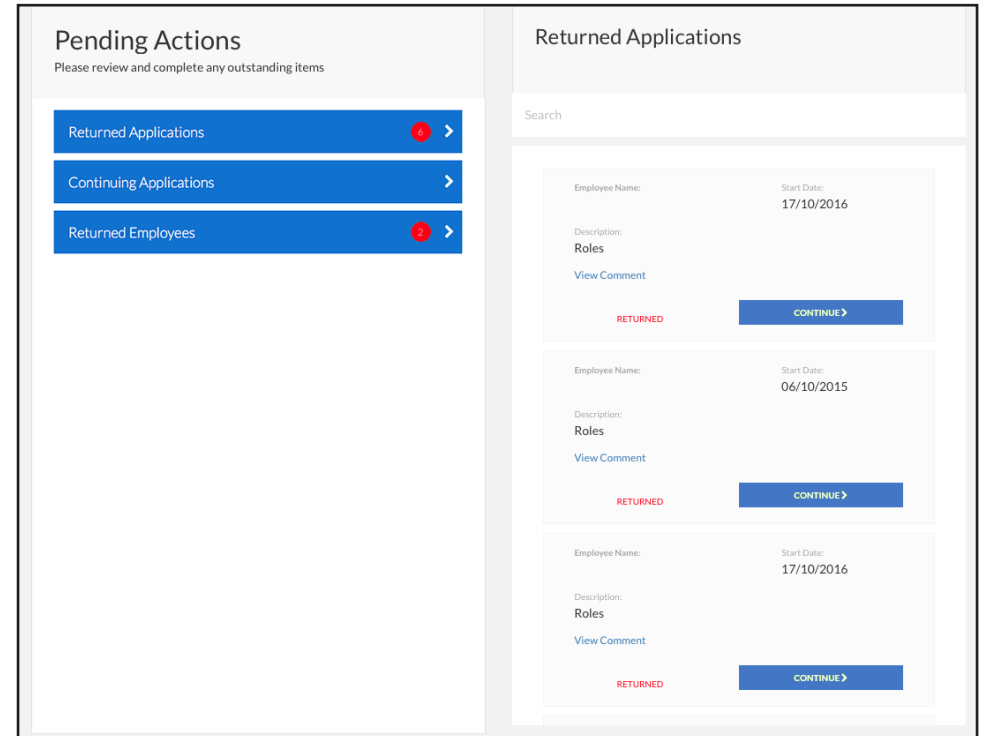 Pending Actions
Please review and complete any outstanding items
Returned Applications 6
Continuing Applications
Returned Employees 2
Returned Applications
Search
Employee Name: Start Date:
17/10/2016
Description:
Roles
View Comment
RETURNED CONTINUE
Employee Name: Start Date:
06/10/2015
Description:
Roles
View Comment
RETURNED CONTINUE
Employee Name: Start Date:
17/10/2016
Description:
Roles
View Comment
RETURNED CONTINUE